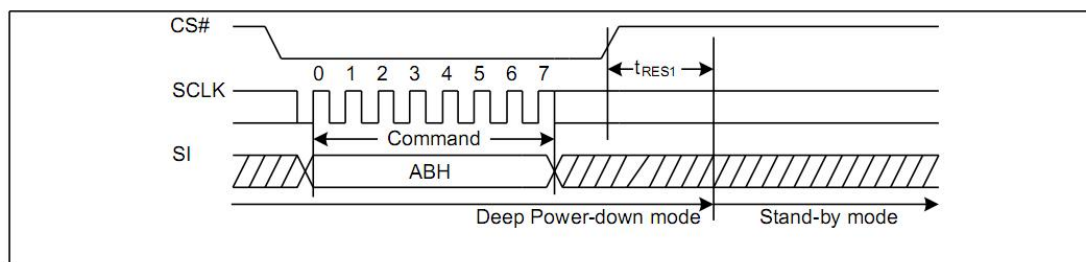 CS#
tRES1
0 1 2 3 4 5 6 7
SCLK
Command
SI
ABH
Deep Power-down mode Stand-by mode